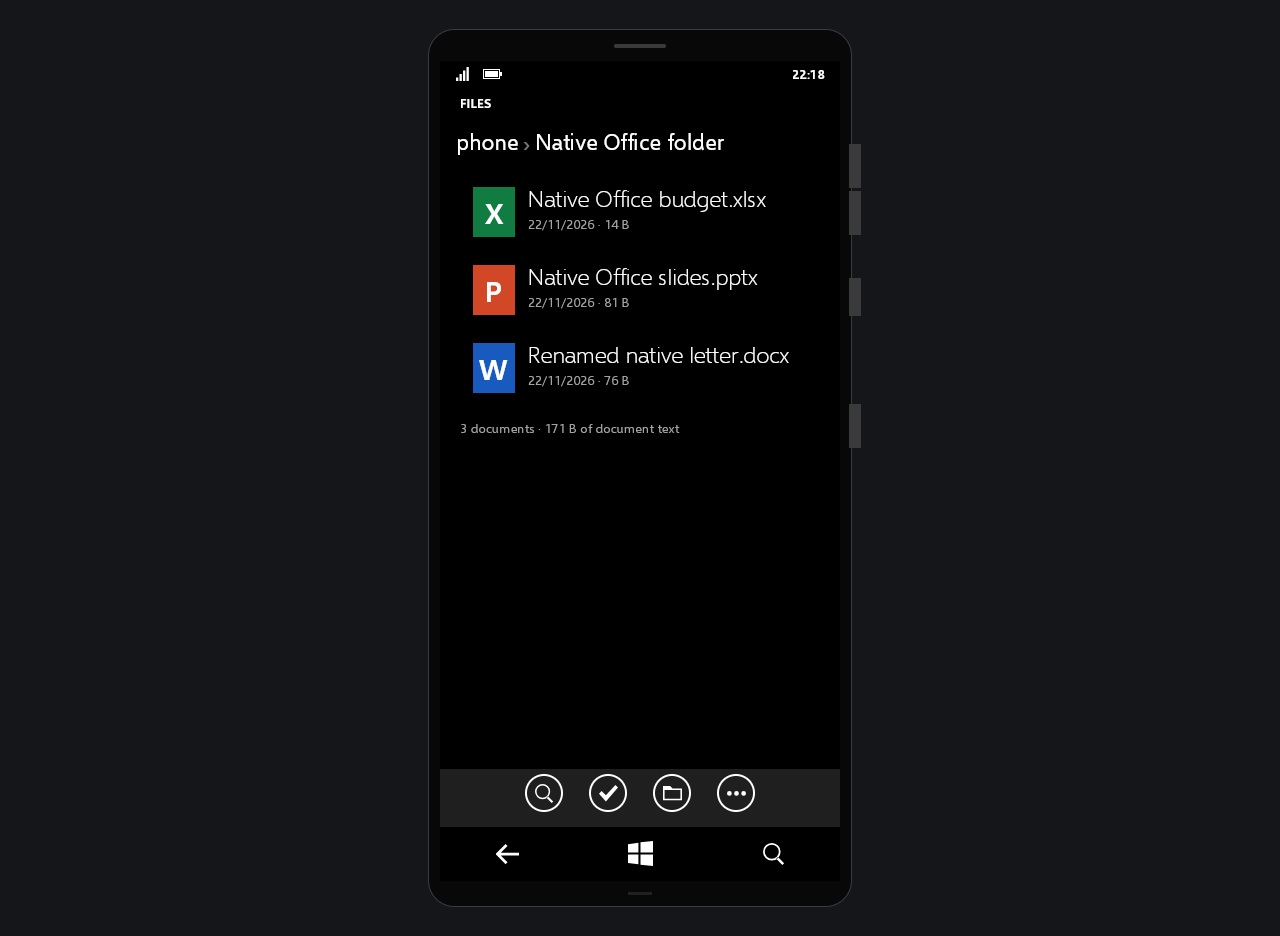 22:18
FILES
phone › Native Office folder
X
Native Office budget.xlsx
22/11/2026 · 14 B
P
Native Office slides.pptx
22/11/2026 · 81 B
W
Renamed native letter.docx
22/11/2026 · 76 B
3 documents · 171 B of document text